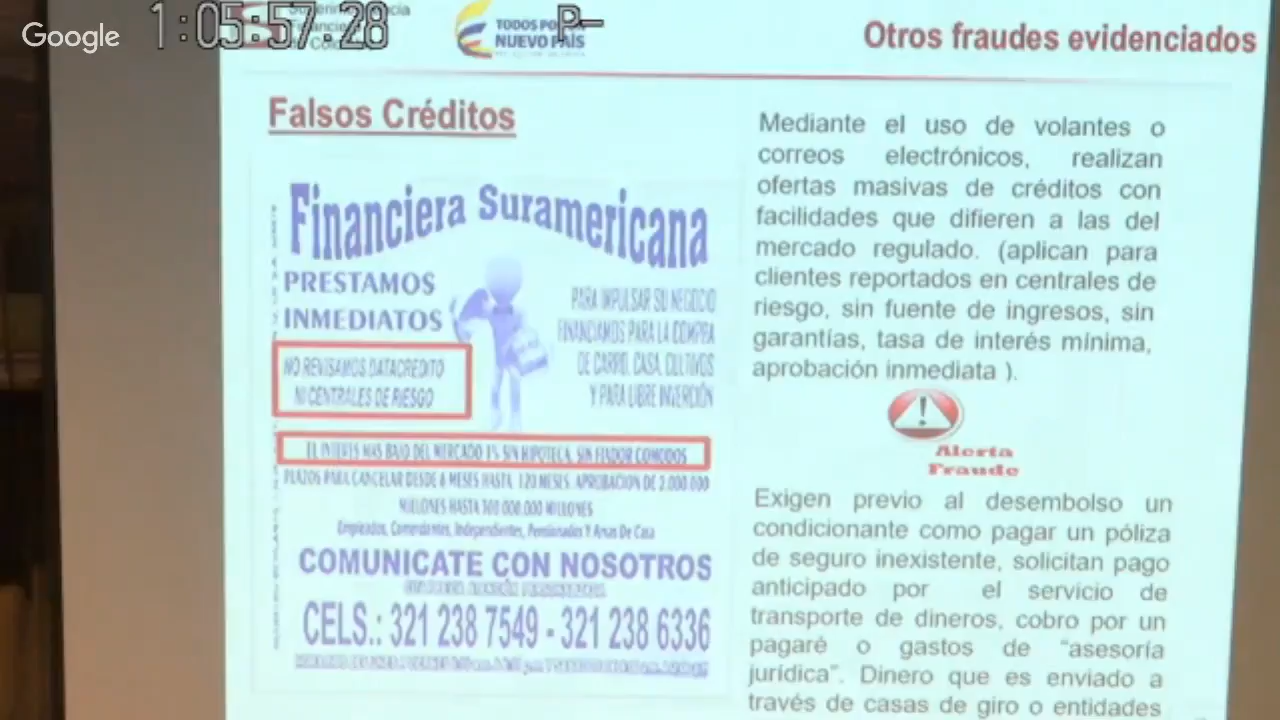 Google
1:05:57:28
P-
TODOS POR
NUEVO PAÍS
Otros fraudes evidenciados
Falsos Créditos
Financiera Suramericana
PRESTAMOS
INMEDIATOS
PARA IMPULSAR SU NEGOCIO
FINANCIAMOS PARA LA COMPRA
DE CARRO, CASA, CULTIVOS
Y PARA LIBRE INVERSIÓN
NO REVISAMOS DATACREDITO
NI CENTRALES DE RIESGO
EL INTERES MAS BAJO DEL MERCADO 1% SIN HIPOTECA, SIN FIADOR COMODOS
PLAZOS PARA CANCELAR DESDE 6 MESES HASTA 120 MESES. APROBACION DE 2.000.000
MILLONES HASTA 300.000.000 MILLONES
Empleados, Comerciantes, Independientes, Pensionados Y Amas De Casa
COMUNICATE CON NOSOTROS
CELS.: 321 238 7549 - 321 238 6336
Mediante el uso de volantes o
correos electrónicos, realizan
ofertas masivas de créditos con
facilidades que difieren a las del
mercado regulado. (aplican para
clientes reportados en centrales de
riesgo, sin fuente de ingresos, sin
garantías, tasa de interés mínima,
aprobación inmediata ).
Alerta
Fraude
Exigen previo al desembolso un
condicionante como pagar un póliza
de seguro inexistente, solicitan pago
anticipado por el servicio de
transporte de dineros, cobro por un
pagaré o gastos de "asesoría
jurídica". Dinero que es enviado a
través de casas de giro o entidades